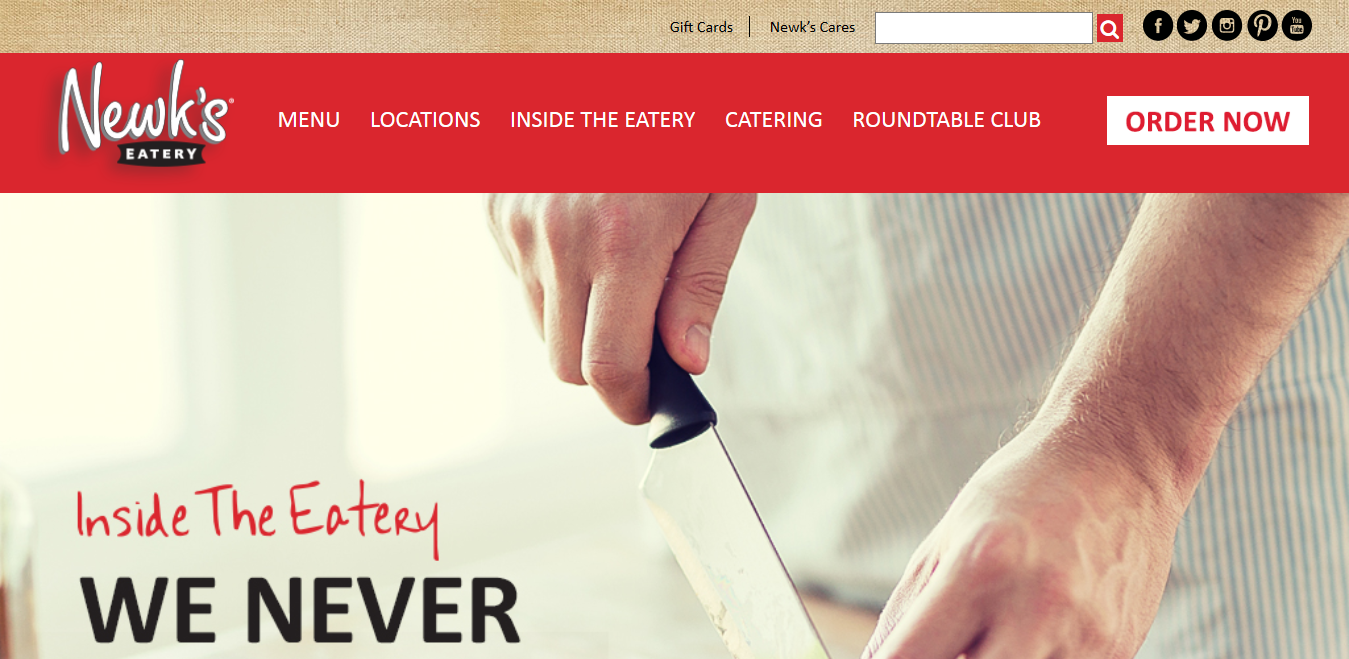 Gift Cards | Newk's Cares
Newk's®
EATERY
MENU LOCATIONS INSIDE THE EATERY CATERING ROUNDTABLE CLUB ORDER NOW
Inside The Eatery
WE NEVER
You
Tube